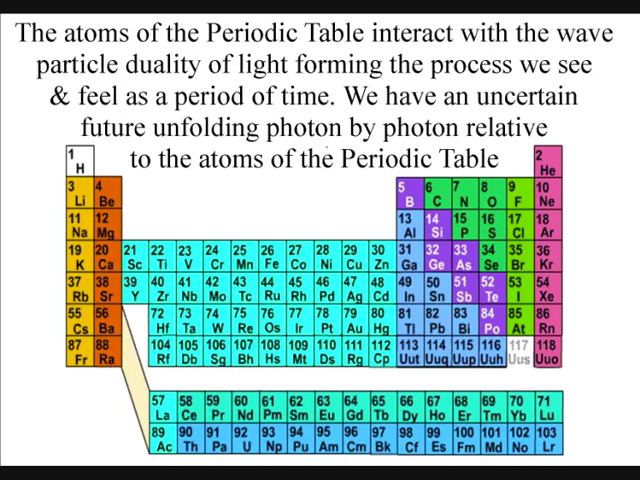 The atoms of the Periodic Table interact with the wave
particle duality of light forming the process we see
& feel as a period of time. We have an uncertain
future unfolding photon by photon relative
to the atoms of the Periodic Table
1 2
H He
3 4 5 6 7 8 9 10
Li Be B C N O F Ne
11 12 13 14 15 16 17 18
Na Mg Al Si P S Cl Ar
19 20 21 22 23 24 25 26 27 28 29 30 31 32 33 34 35 36
K Ca Sc Ti V Cr Mn Fe Co Ni Cu Zn Ga Ge As Se Br Kr
37 38 39 40 41 42 43 44 45 46 47 48 49 50 51 52 53 54
Rb Sr Y Zr Nb Mo Tc Ru Rh Pd Ag Cd In Sn Sb Te I Xe
55 56 72 73 74 75 76 77 78 79 80 81 82 83 84 85 86
Cs Ba Hf Ta W Re Os Ir Pt Au Hg Tl Pb Bi Po At Rn
87 88 104 105 106 107 108 109 110 111 112 113 114 115 116 117 118
Fr Ra Rf Db Sg Bh Hs Mt Ds Rg Cp Uut Uuq Uup Uuh Uus Uuo
57 58 59 60 61 62 63 64 65 66 67 68 69 70 71
La Ce Pr Nd Pm Sm Eu Gd Tb Dy Ho Er Tm Yb Lu
89 90 91 92 93 94 95 96 97 98 99 100 101 102 103
Ac Th Pa U Np Pu Am Cm Bk Cf Es Fm Md No Lr